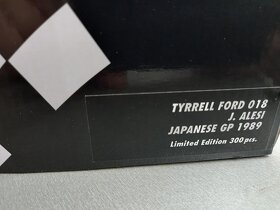 TYRRELL FORD 018
J. ALESI
JAPANESE GP 1989
Limited Edition 300 pcs.